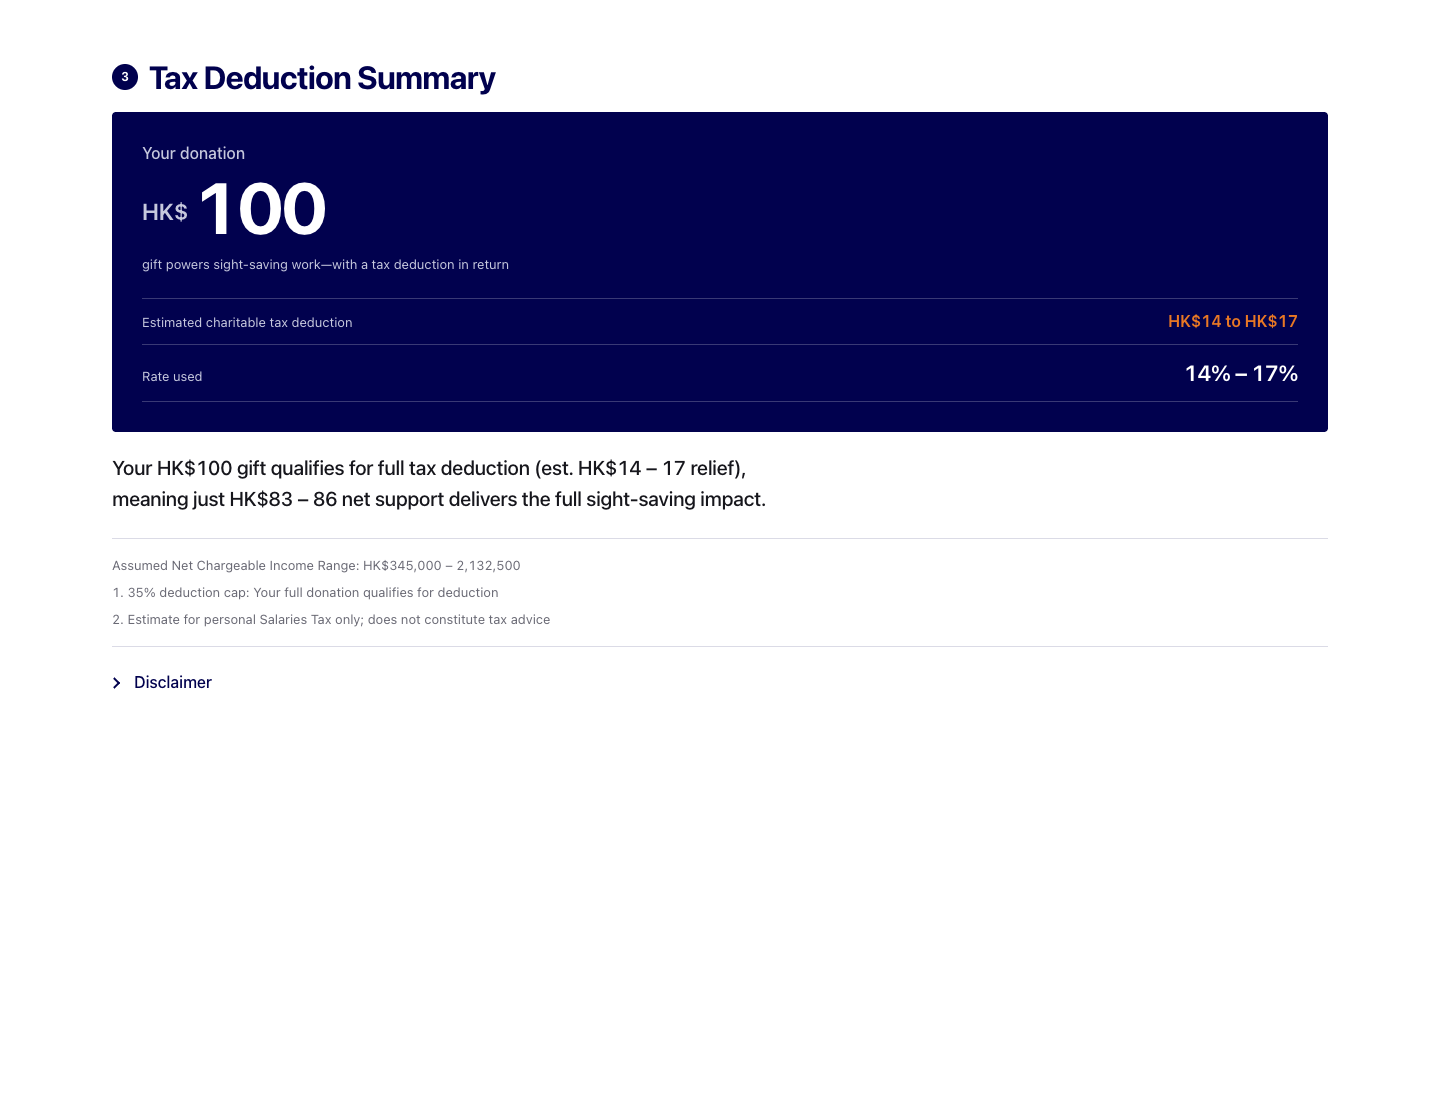 3 Tax Deduction Summary
Your donation
HK$ 100
gift powers sight-saving work—with a tax deduction in return
Estimated charitable tax deduction HK$14 to HK$17
Rate used 14% – 17%
Your HK$100 gift qualifies for full tax deduction (est. HK$14 – 17 relief),
meaning just HK$83 – 86 net support delivers the full sight-saving impact.
Assumed Net Chargeable Income Range: HK$345,000 – 2,132,500
1. 35% deduction cap: Your full donation qualifies for deduction
2. Estimate for personal Salaries Tax only; does not constitute tax advice
Disclaimer